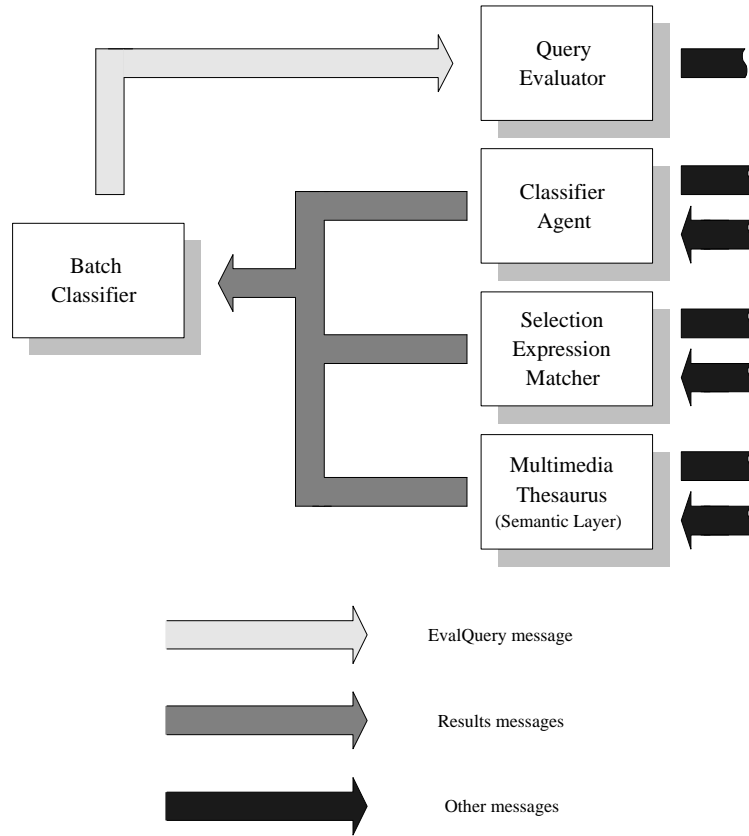 Query
Evaluator
Classifier
Agent
Batch
Classifier
Selection
Expression
Matcher
Multimedia
Thesaurus
(Semantic Layer)
EvalQuery message
Results messages
Other messages